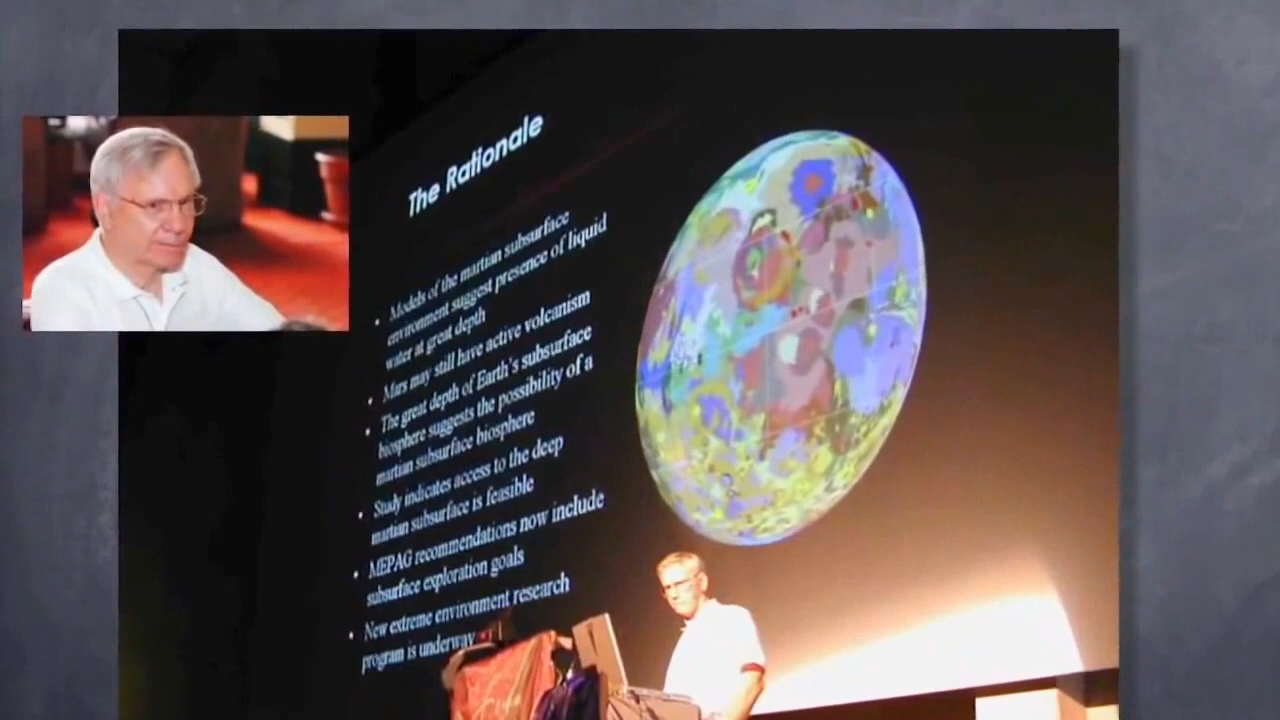 The Rationale
• Models of the martian subsurface
environment suggest presence of liquid
water at great depth
• Mars may still have active volcanism
• The great depth of Earth's subsurface
biosphere suggests the possibility of a
martian subsurface biosphere
• Study indicates access to the deep
martian subsurface is feasible
• MEPAG recommendations now include
subsurface exploration goals
• New extreme environment research
program is underway